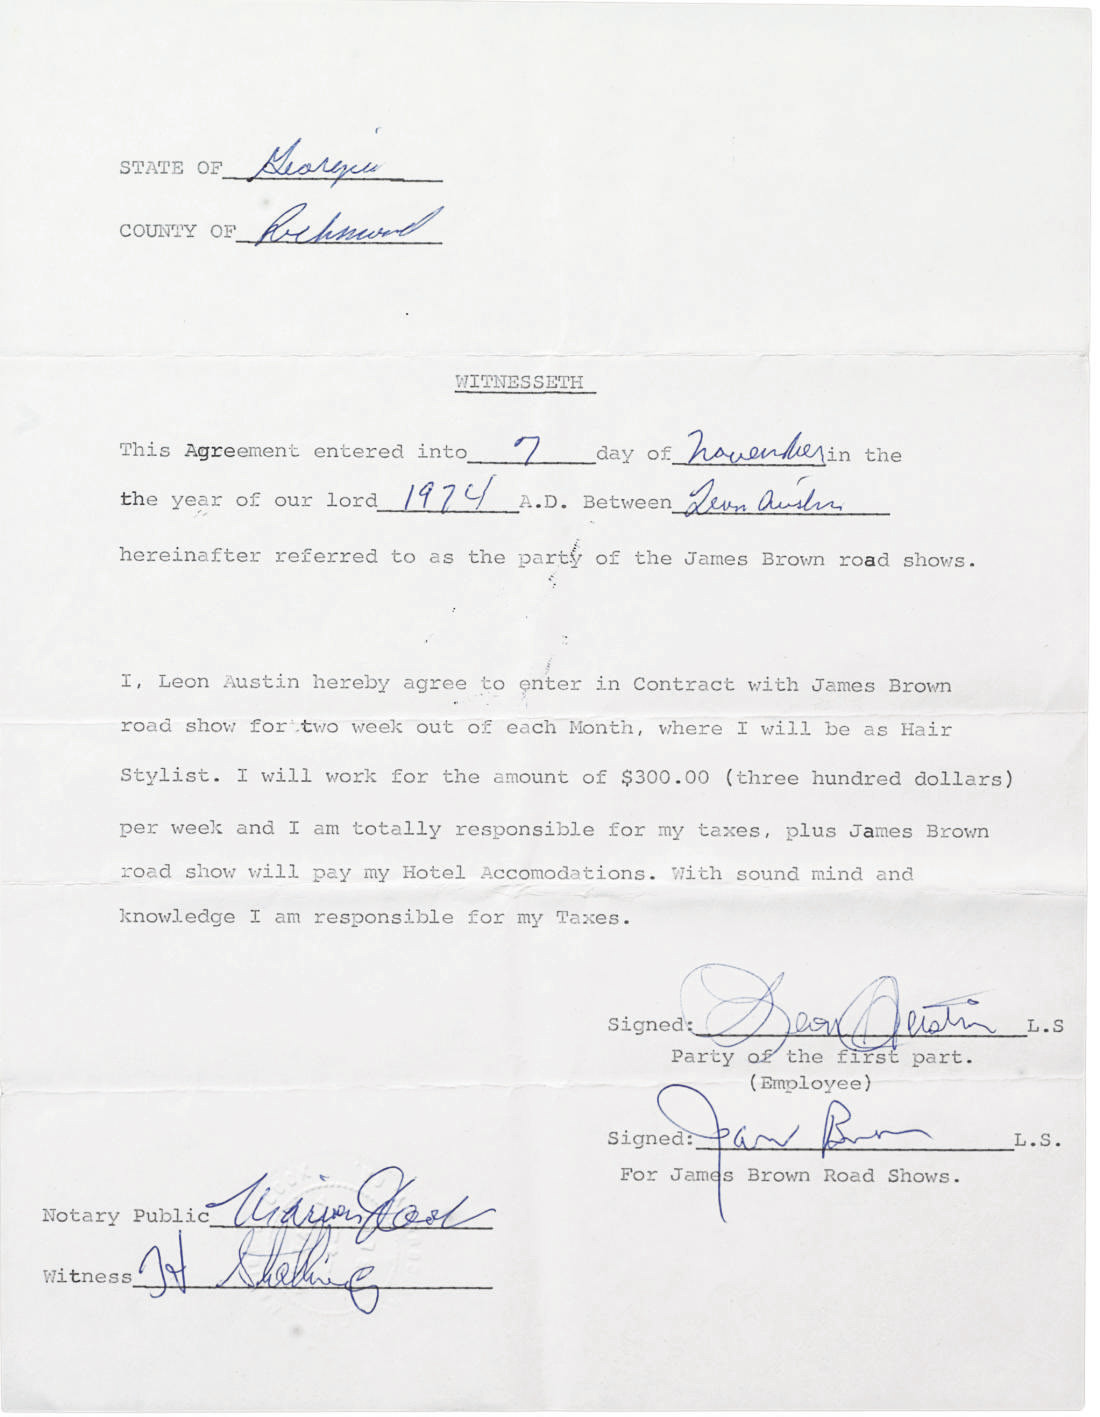 STATE OF Georgia
COUNTY OF Richmond
WITNESSETH
This Agreement entered into 7 day of November in the
the year of our lord 1974 A.D. Between Leon Austin
hereinafter referred to as the party of the James Brown road shows.
I, Leon Austin hereby agree to enter in Contract with James Brown
road show for two week out of each Month, where I will be as Hair
Stylist. I will work for the amount of $300.00 (three hundred dollars)
per week and I am totally responsible for my taxes, plus James Brown
road show will pay my Hotel Accomodations. With sound mind and
knowledge I am responsible for my Taxes.
Signed: Leon Austin L.S
Party of the first part.
(Employee)
Signed: James Brown L.S.
For James Brown Road Shows.
Notary Public Marion Cook
Witness H